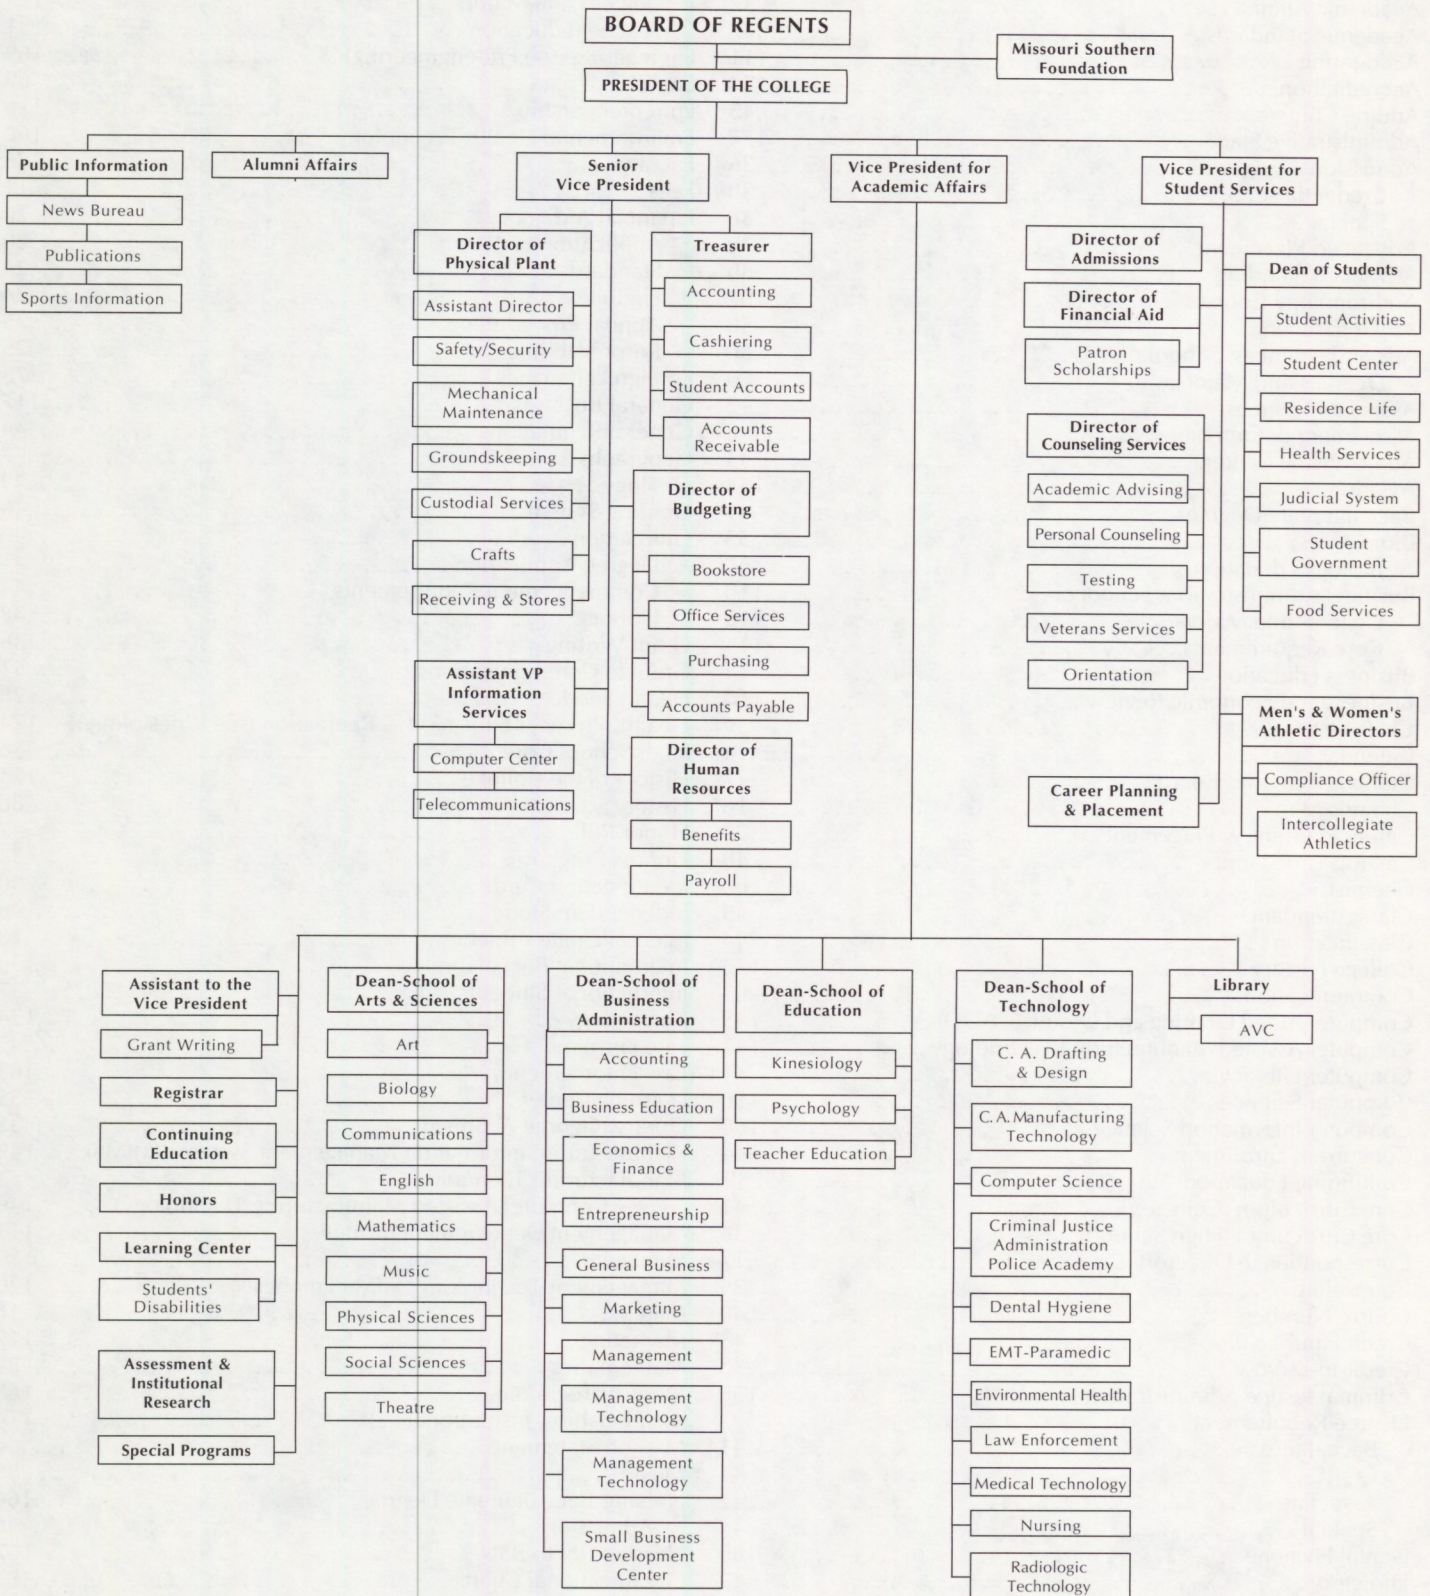 BOARD OF REGENTS
Missouri Southern
Foundation
PRESIDENT OF THE COLLEGE
Public Information
News Bureau
Publications
Sports Information
Alumni Affairs
Senior
Vice President
Director of
Physical Plant
Assistant Director
Safety/Security
Mechanical
Maintenance
Groundskeeping
Custodial Services
Crafts
Receiving & Stores
Treasurer
Accounting
Cashiering
Student Accounts
Accounts
Receivable
Director of
Budgeting
Bookstore
Office Services
Purchasing
Accounts Payable
Assistant VP
Information
Services
Computer Center
Telecommunications
Director of
Human
Resources
Benefits
Payroll
Vice President for
Academic Affairs
Vice President for
Student Services
Director of
Admissions
Director of
Financial Aid
Patron
Scholarships
Director of
Counseling Services
Academic Advising
Personal Counseling
Testing
Veterans Services
Orientation
Career Planning
& Placement
Dean of Students
Student Activities
Student Center
Residence Life
Health Services
Judicial System
Student
Government
Food Services
Men's & Women's
Athletic Directors
Compliance Officer
Intercollegiate
Athletics
Assistant to the
Vice President
Grant Writing
Registrar
Continuing
Education
Honors
Learning Center
Students'
Disabilities
Assessment &
Institutional
Research
Special Programs
Dean-School of
Arts & Sciences
Art
Biology
Communications
English
Mathematics
Music
Physical Sciences
Social Sciences
Theatre
Dean-School of
Business
Administration
Accounting
Business Education
Economics &
Finance
Entrepreneurship
General Business
Marketing
Management
Management
Technology
Management
Technology
Small Business
Development
Center
Dean-School of
Education
Kinesiology
Psychology
Teacher Education
Dean-School of
Technology
C. A. Drafting
& Design
C. A. Manufacturing
Technology
Computer Science
Criminal Justice
Administration
Police Academy
Dental Hygiene
EMT-Paramedic
Environmental Health
Law Enforcement
Medical Technology
Nursing
Radiologic
Technology
Library
AVC